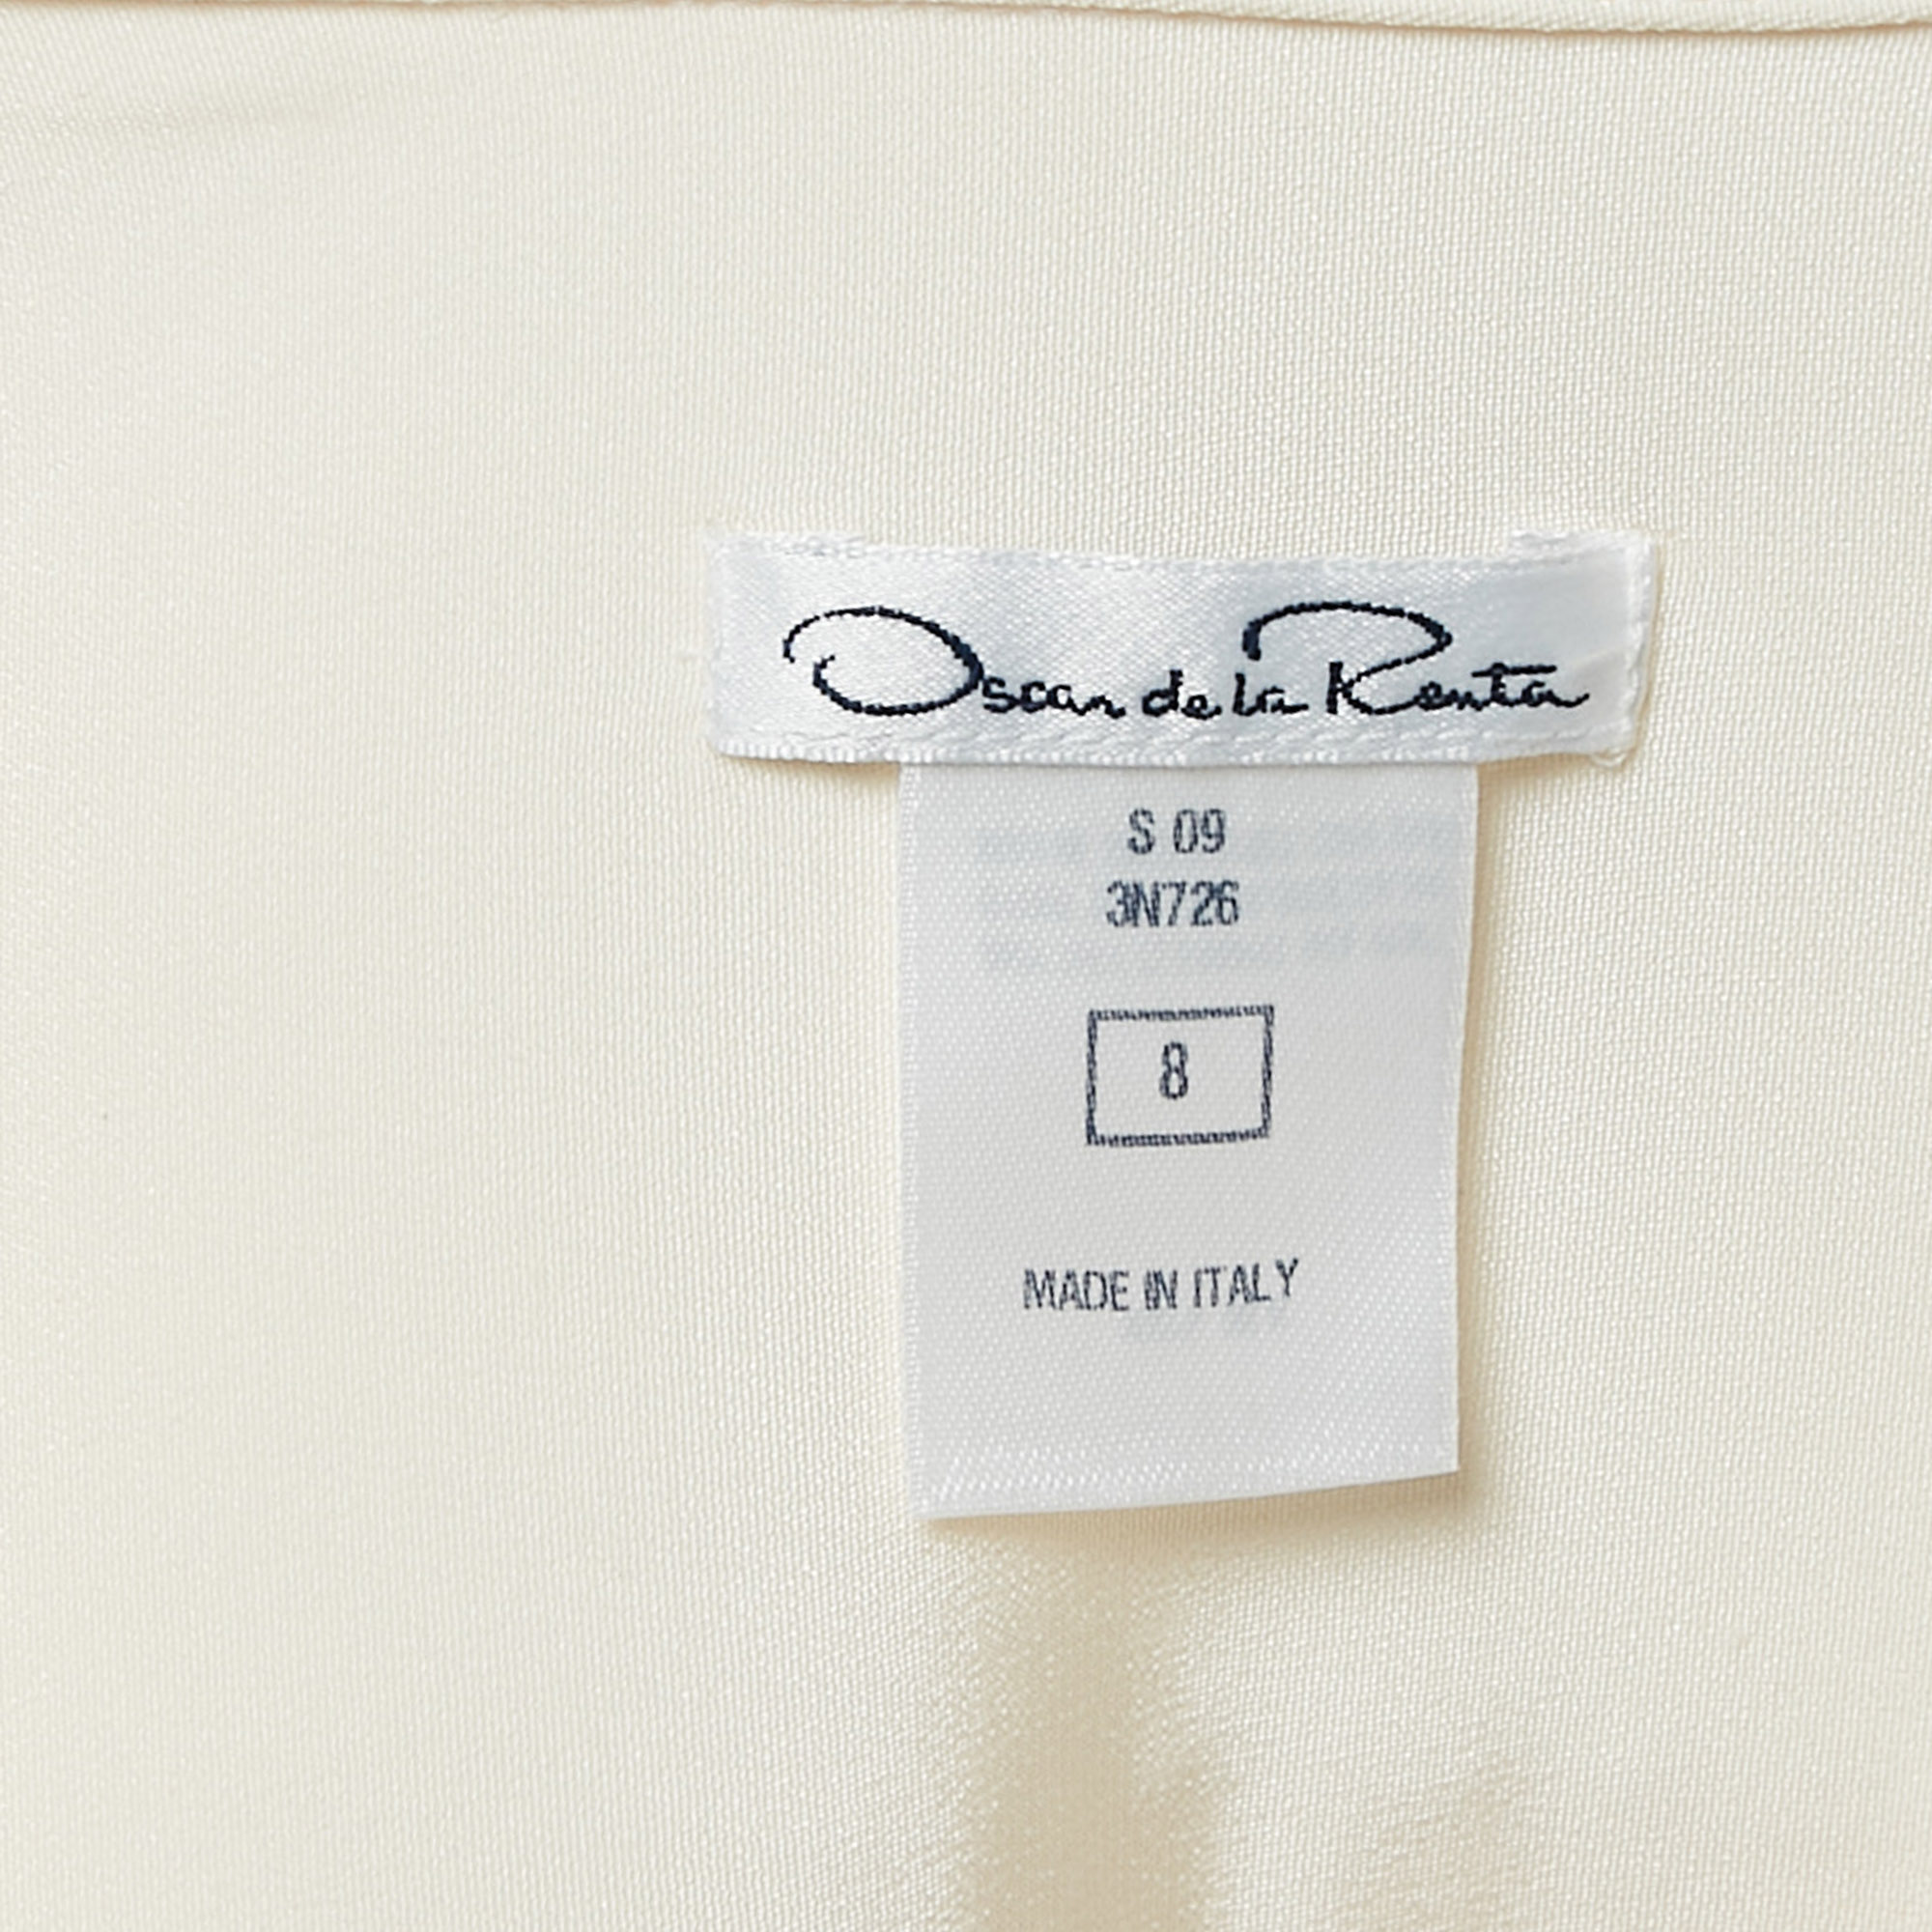 Oscar de la Renta
S 09
3N726
8
MADE IN ITALY